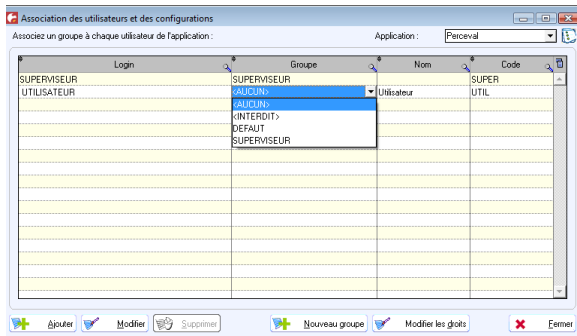 Association des utilisateurs et des configurations
Associez un groupe à chaque utilisateur de l'application : Application : Perceval
Login Groupe Nom Code
SUPERVISEUR SUPERVISEUR SUPER
UTILISATEUR <AUCUN> Utilisateur UTIL
<AUCUN>
<INTERDIT>
DEFAUT
SUPERVISEUR
Ajouter Modifier Supprimer Nouveau groupe Modifier les droits Fermer